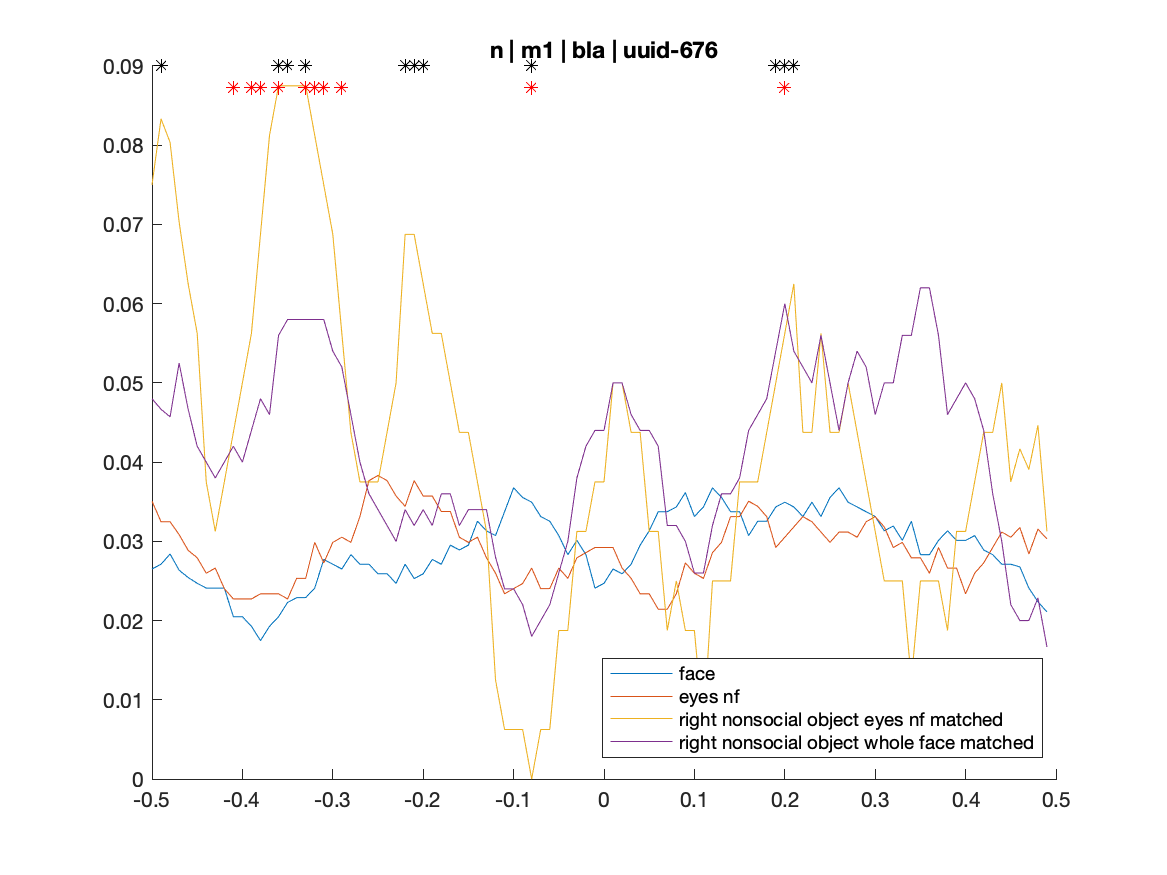 n | m1 | bla | uuid-676
0.09
0.08
0.07
0.06
0.05
0.04
0.03
0.02
0.01
0
face
eyes nf
right nonsocial object eyes nf matched
right nonsocial object whole face matched
-0.5 -0.4 -0.3 -0.2 -0.1 0 0.1 0.2 0.3 0.4 0.5